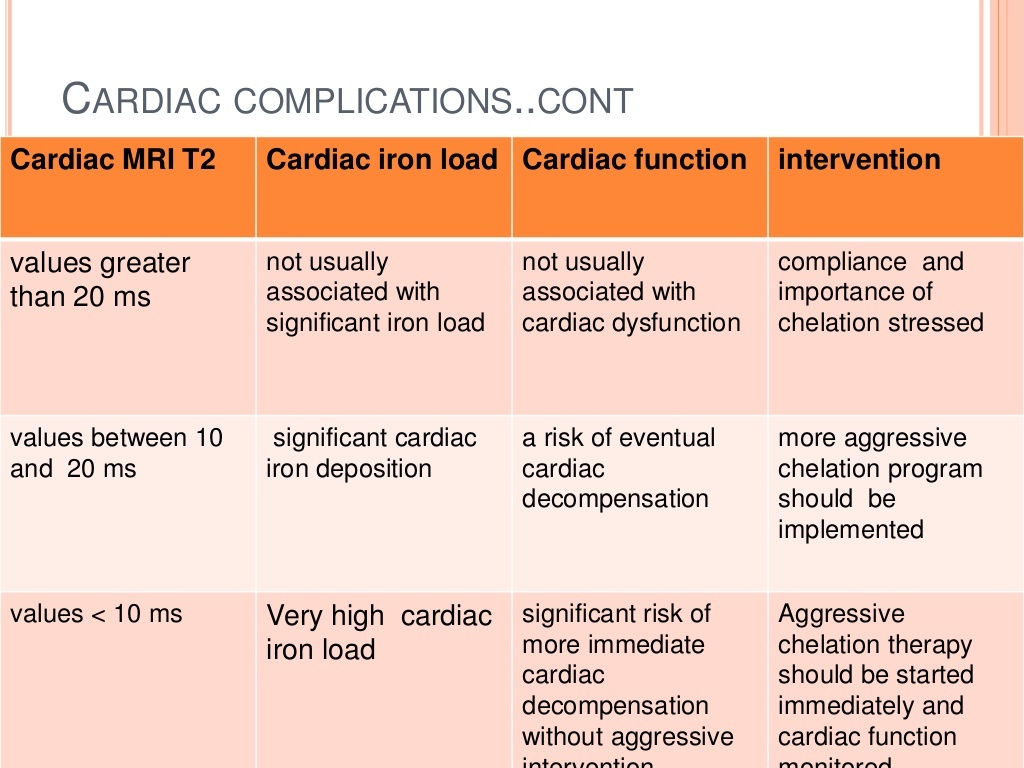 CARDIAC COMPLICATIONS..CONT
Cardiac MRI T2
Cardiac iron load
Cardiac function
intervention
values greater
than 20 ms
not usually
associated with
significant iron load
not usually
associated with
cardiac dysfunction
compliance  and
importance of
chelation stressed
values between 10
and  20 ms
significant cardiac
iron deposition
a risk of eventual
cardiac
decompensation
more aggressive
chelation program
should  be
implemented
values < 10 ms
Very high  cardiac
iron load
significant risk of
more immediate
cardiac
decompensation
without aggressive
intervention
Aggressive
chelation therapy
should be started
immediately and
cardiac function
monitored